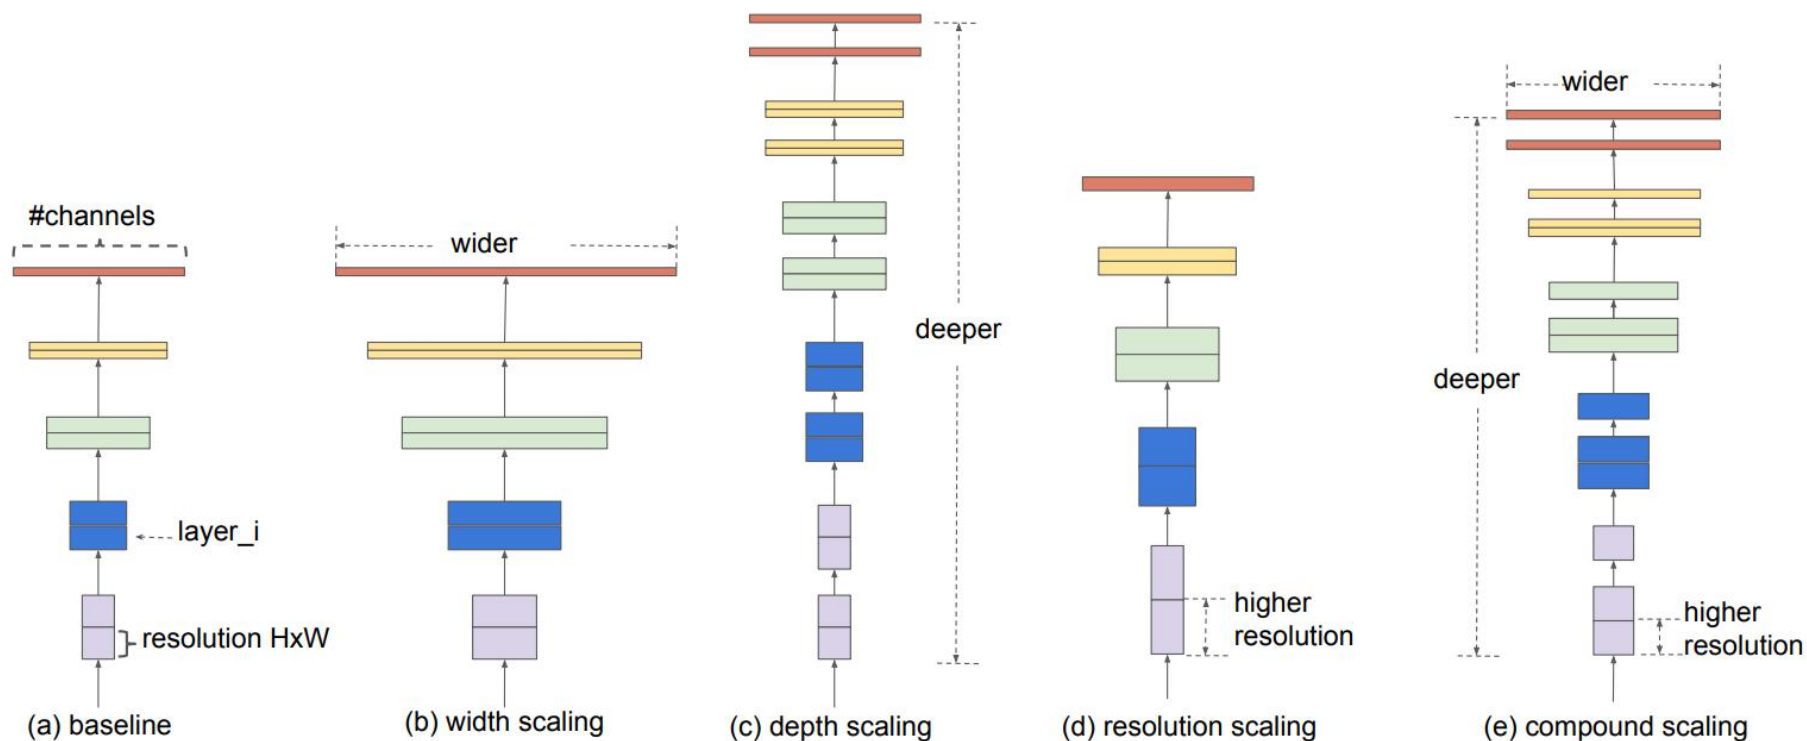 #channels
layer_i
resolution HxW
(a) baseline
wider
(b) width scaling
deeper
(c) depth scaling
higher
resolution
(d) resolution scaling
wider
deeper
higher
resolution
(e) compound scaling